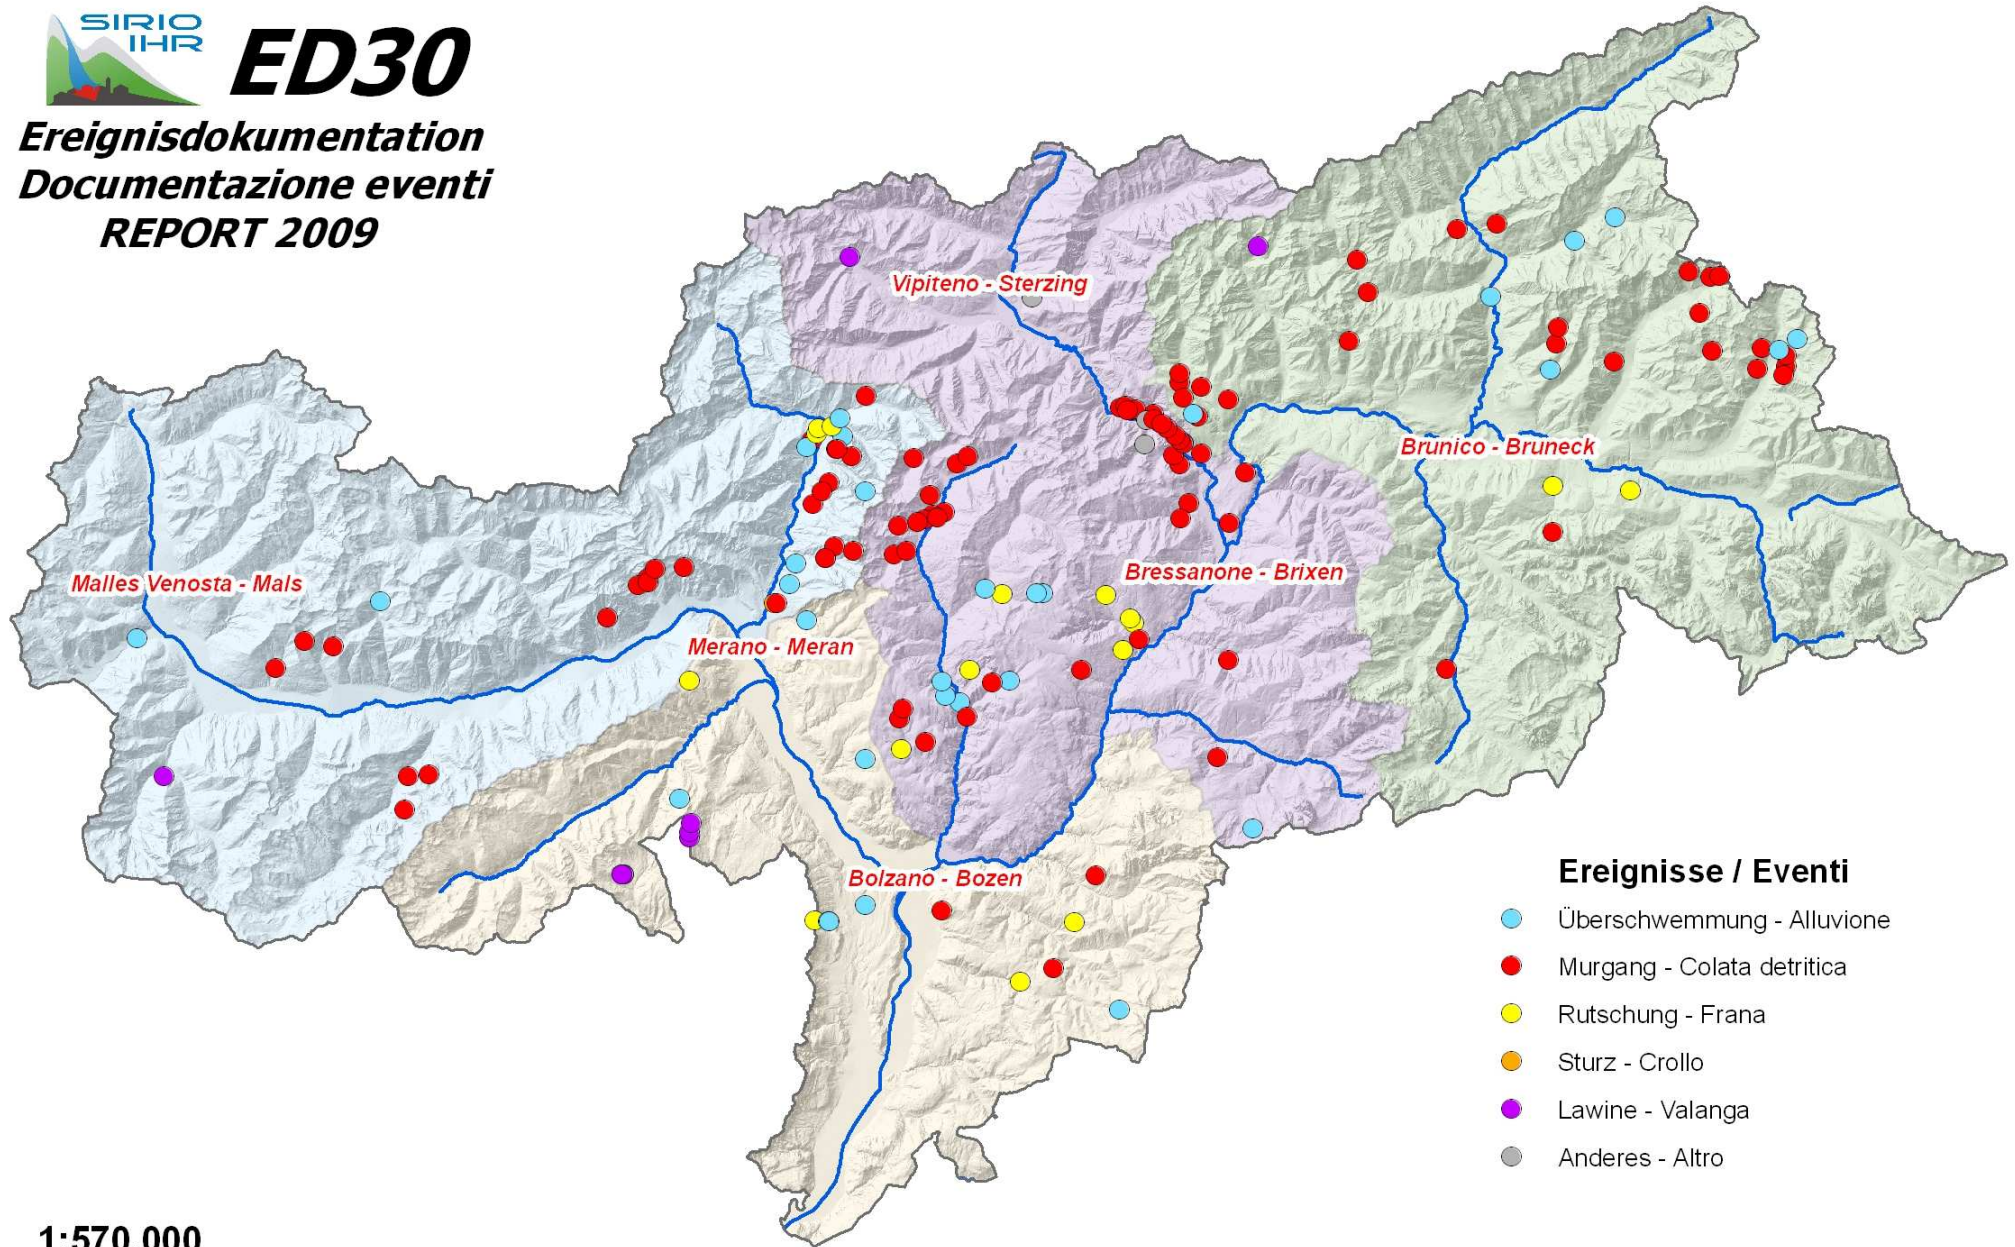 SIRIO
IHR
ED30
Ereignisdokumentation
Documentazione eventi
REPORT 2009
Vipiteno - Sterzing
Brunico - Bruneck
Bressanone - Brixen
Malles Venosta - Mals
Merano - Meran
Bolzano - Bozen
Ereignisse / Eventi
Überschwemmung - Alluvione
Murgang - Colata detritica
Rutschung - Frana
Sturz - Crollo
Lawine - Valanga
Anderes - Altro
1:570.000